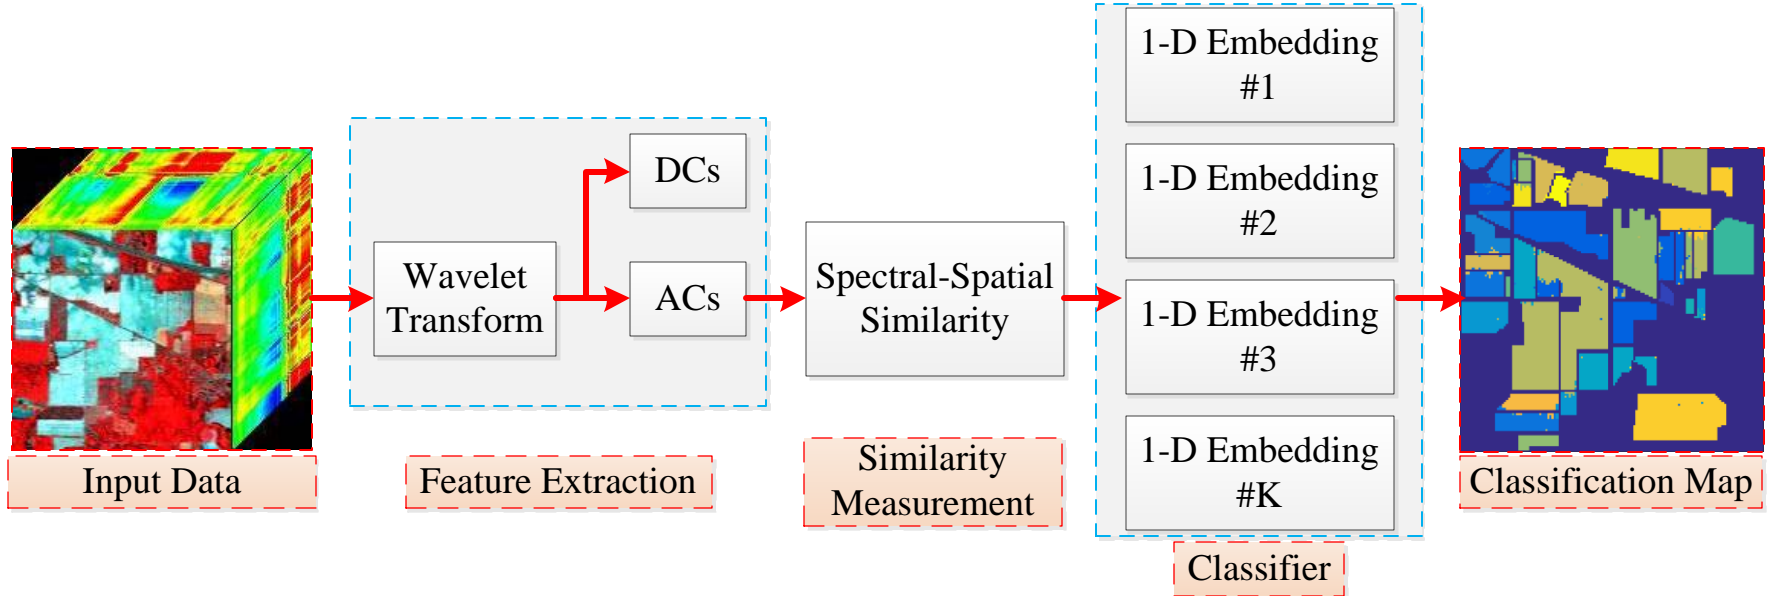 Input Data
Wavelet
Transform
DCs
ACs
Feature Extraction
Spectral-Spatial
Similarity
Similarity
Measurement
1-D Embedding
#1
1-D Embedding
#2
1-D Embedding
#3
1-D Embedding
#K
Classifier
Classification Map